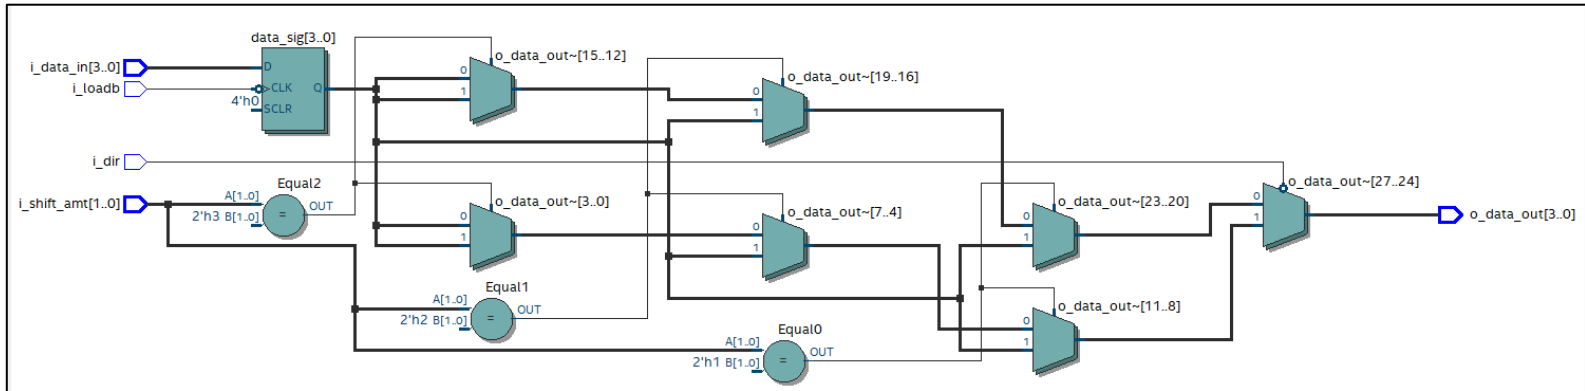 data_sig[3..0]
i_data_in[3..0]
D
i_loadb
CLK
Q
4'h0
SCLR
o_data_out~[15..12]
0
1
o_data_out~[19..16]
0
1
i_dir
i_shift_amt[1..0]
Equal2
A[1..0]
=
OUT
2'h3
B[1..0]
o_data_out~[3..0]
0
1
o_data_out~[7..4]
0
1
o_data_out~[23..20]
0
1
o_data_out~[27..24]
0
1
o_data_out[3..0]
Equal1
A[1..0]
=
OUT
2'h2
B[1..0]
o_data_out~[11..8]
0
1
Equal0
A[1..0]
=
OUT
2'h1
B[1..0]